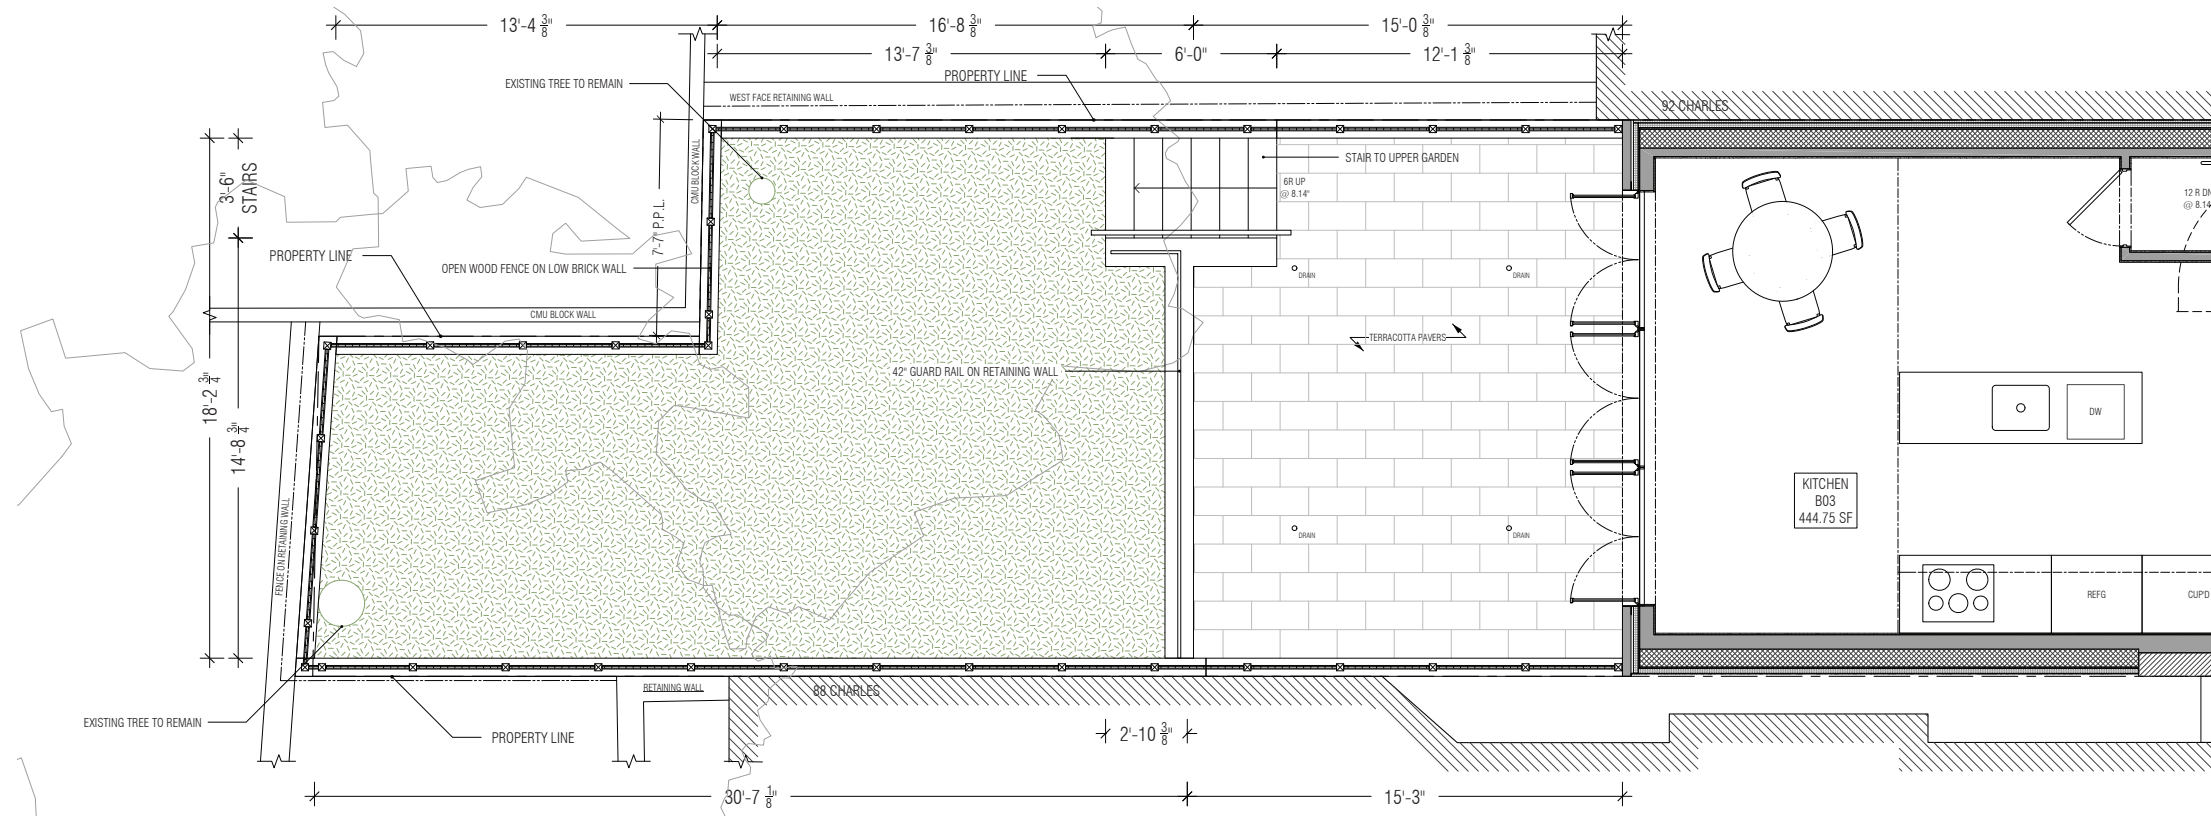 13'-4 3/8"
16'-8 3/8"
15'-0 3/8"
13'-7 3/8"
6'-0"
12'-1 3/8"
PROPERTY LINE
EXISTING TREE TO REMAIN
WEST FACE RETAINING WALL
92 CHARLES
3'-6"
STAIRS
CMU BLOCK WALL
STAIR TO UPPER GARDEN
6R UP
@ 8.14"
12 R DN
@ 8.14
7'-7" P.P.L.
PROPERTY LINE
OPEN WOOD FENCE ON LOW BRICK WALL
DRAIN
DRAIN
CMU BLOCK WALL
TERRACOTTA PAVERS
42" GUARD RAIL ON RETAINING WALL
18'-2 3/4"
14'-8 3/4"
DW
KITCHEN
B03
444.75 SF
FENCE ON RETAINING WALL
DRAIN
DRAIN
REFG
CUP'D
RETAINING WALL
88 CHARLES
EXISTING TREE TO REMAIN
PROPERTY LINE
2'-10 3/8"
30'-7 1/8"
15'-3"